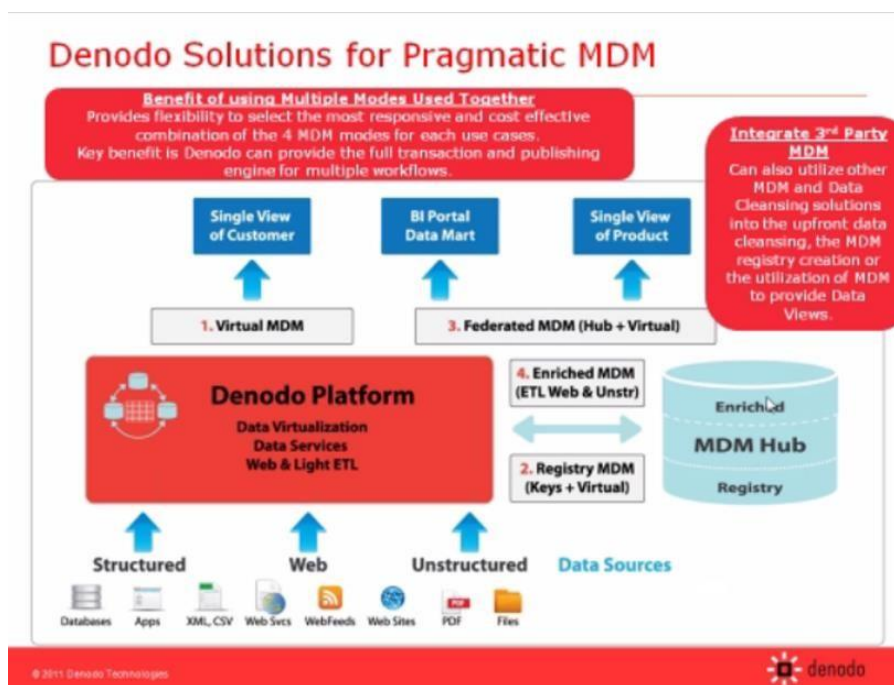 Denodo Solutions for Pragmatic MDM
Benefit of using Multiple Modes Used Together
Provides flexibility to select the most responsive and cost effective
combination of the 4 MDM modes for each use cases.
Key benefit is Denodo can provide the full transaction and publishing
engine for multiple workflows.
Integrate 3rd Party
MDM
Can also utilize other
MDM and Data
Cleansing solutions
into the upfront data
cleansing, the MDM
registry creation or
the utilization of MDM
to provide Data
Views.
Single View
of Customer
BI Portal
Data Mart
Single View
of Product
1. Virtual MDM
3. Federated MDM (Hub + Virtual)
Denodo Platform
Data Virtualization
Data Services
Web & Light ETL
4. Enriched MDM
(ETL Web & Unstr)
2. Registry MDM
(Keys + Virtual)
Enriched
MDM Hub
Registry
Structured
Web
Unstructured
Data Sources
Databases
Apps
XML, CSV
Web Svcs
WebFeeds
Web Sites
PDF
PDF
Files
© 2011 Denodo Technologies
denodo